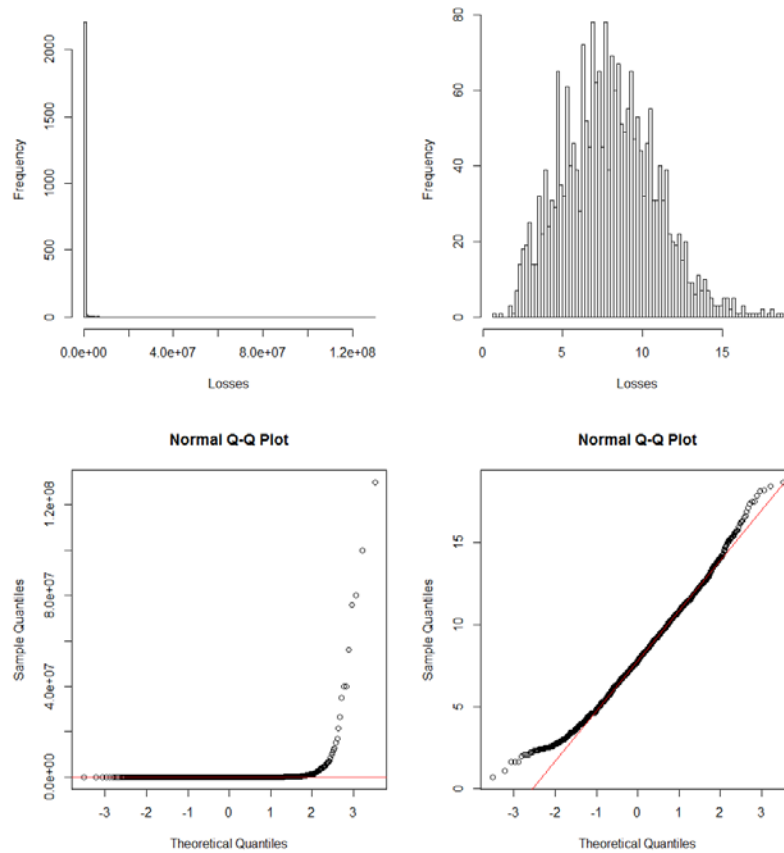 Frequency
2000
1500
1000
500
0
0.0e+00 4.0e+07 8.0e+07 1.2e+08
Losses
Frequency
80
60
40
20
0
0 5 10 15
Losses
Normal Q-Q Plot
Sample Quantiles
1.2e+08
8.0e+07
4.0e+07
0.0e+00
-3 -2 -1 0 1 2 3
Theoretical Quantiles
Normal Q-Q Plot
Sample Quantiles
15
10
5
0
-3 -2 -1 0 1 2 3
Theoretical Quantiles